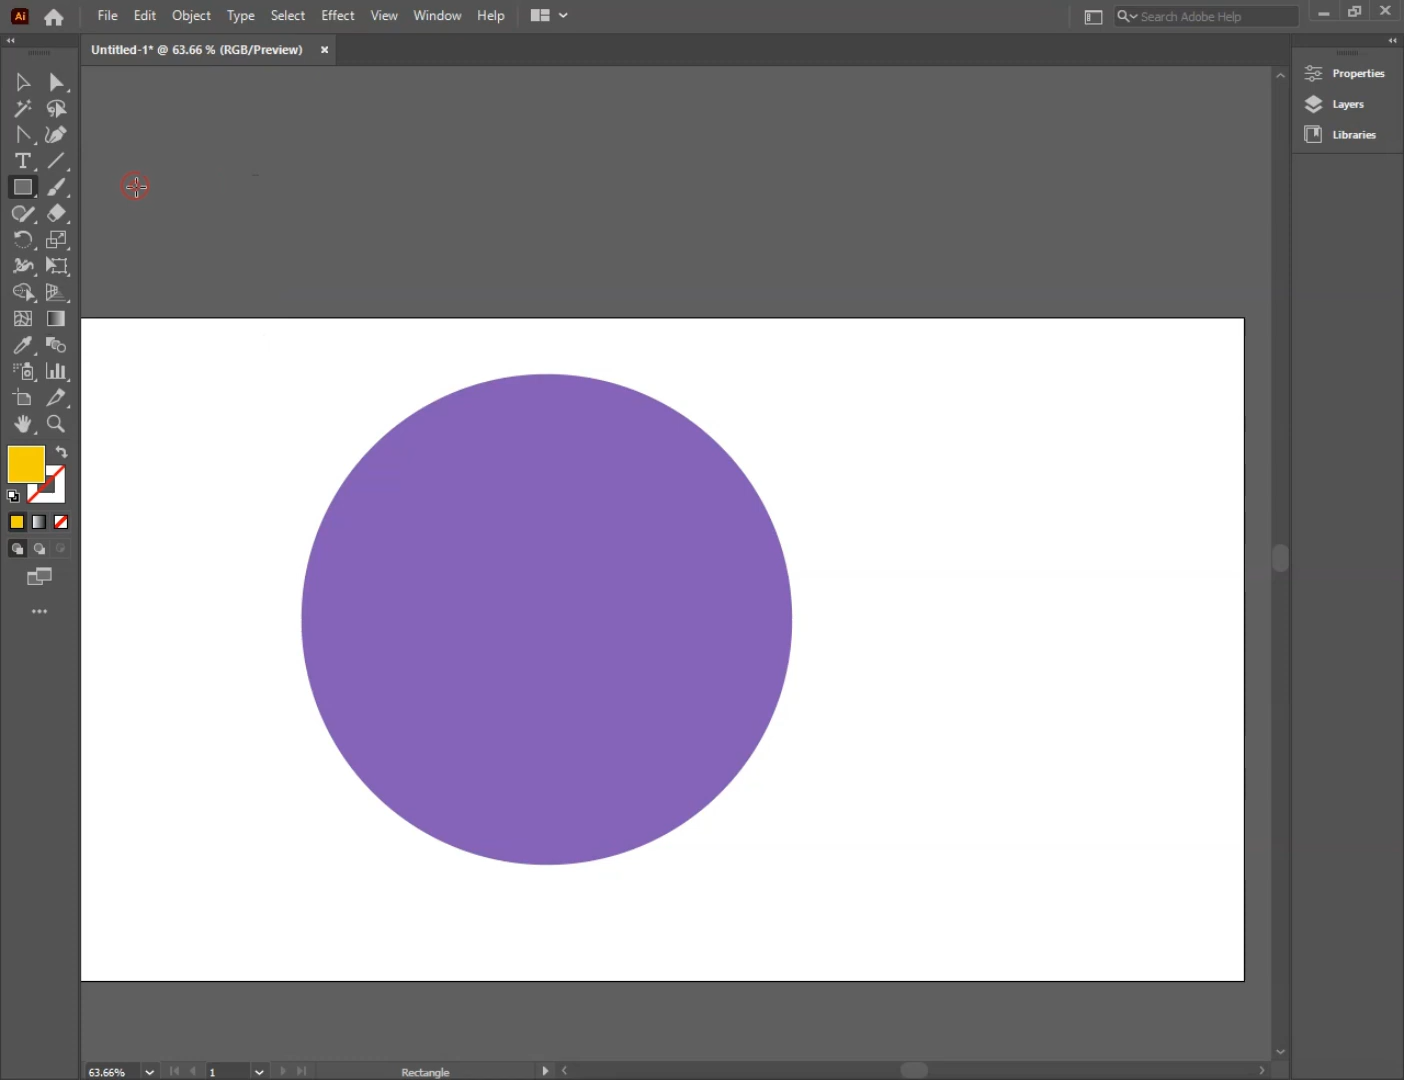 Ai
File Edit Object Type Select Effect View Window Help
Search Adobe Help
Untitled-1* @ 63.66 % (RGB/Preview)
Properties
Layers
Libraries
63.66%
1
Rectangle